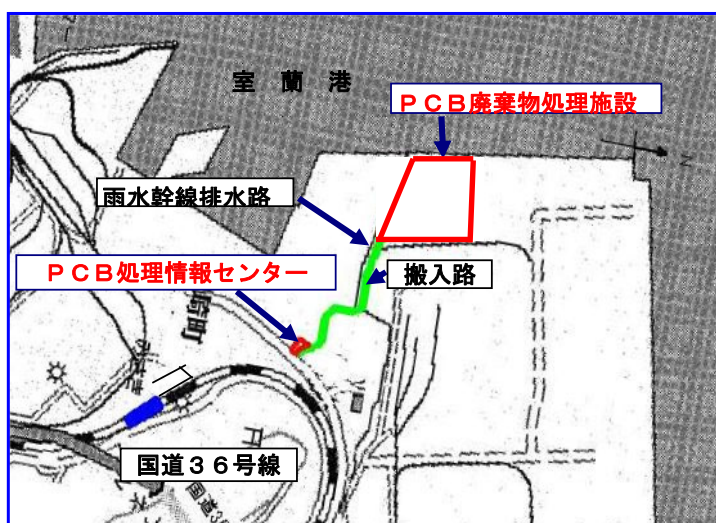 室蘭港
ＰＣＢ廃棄物処理施設
N
雨水幹線排水路
ＰＣＢ処理情報センター
搬入路
国道３６号線